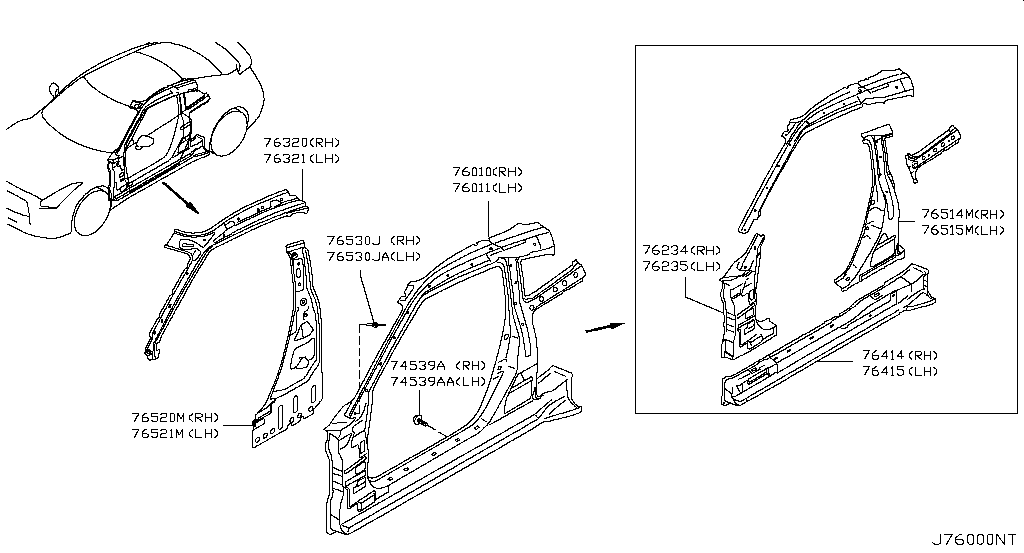 76320(RH)
76321(LH)
76010(RH)
76011(LH)
76530J (RH)
76530JA(LH)
76514M(RH)
76515M(LH)
76234(RH)
76235(LH)
74539A (RH)
74539AA(LH)
76414(RH)
76415(LH)
76520M(RH)
76521M(LH)
J76000NT